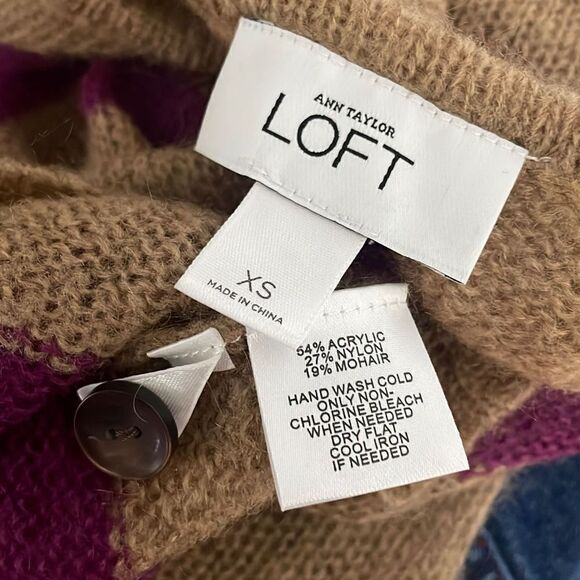 ANN TAYLOR
LOFT
XS
MADE IN CHINA
54% ACRYLIC
27% NYLON
19% MOHAIR
HAND WASH COLD
ONLY NON-
CHLORINE BLEACH
WHEN NEEDED
DRY FLAT
COOL IRON
IF NEEDED